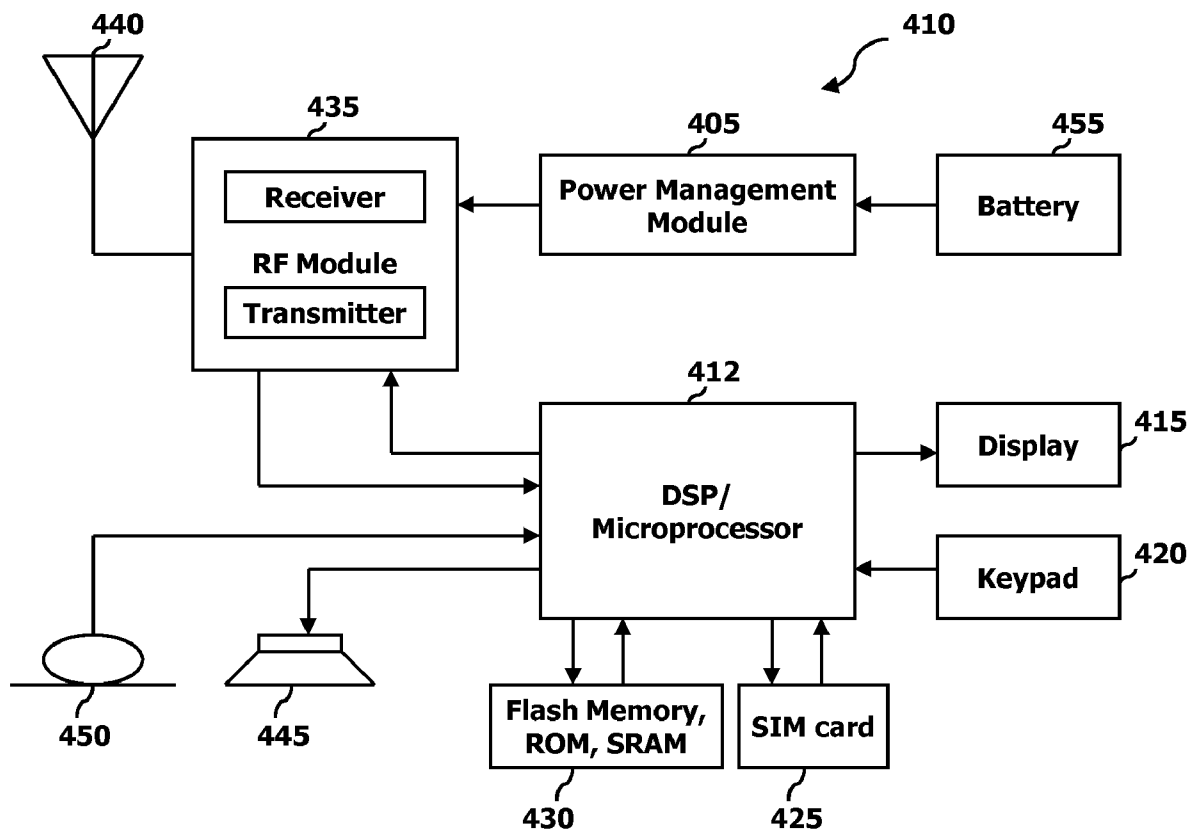 440
410
435
405
455
Receiver
Power Management
Module
Battery
RF Module
Transmitter
412
415
Display
DSP/
Microprocessor
420
Keypad
Flash Memory,
ROM, SRAM
SIM card
450
445
430
425